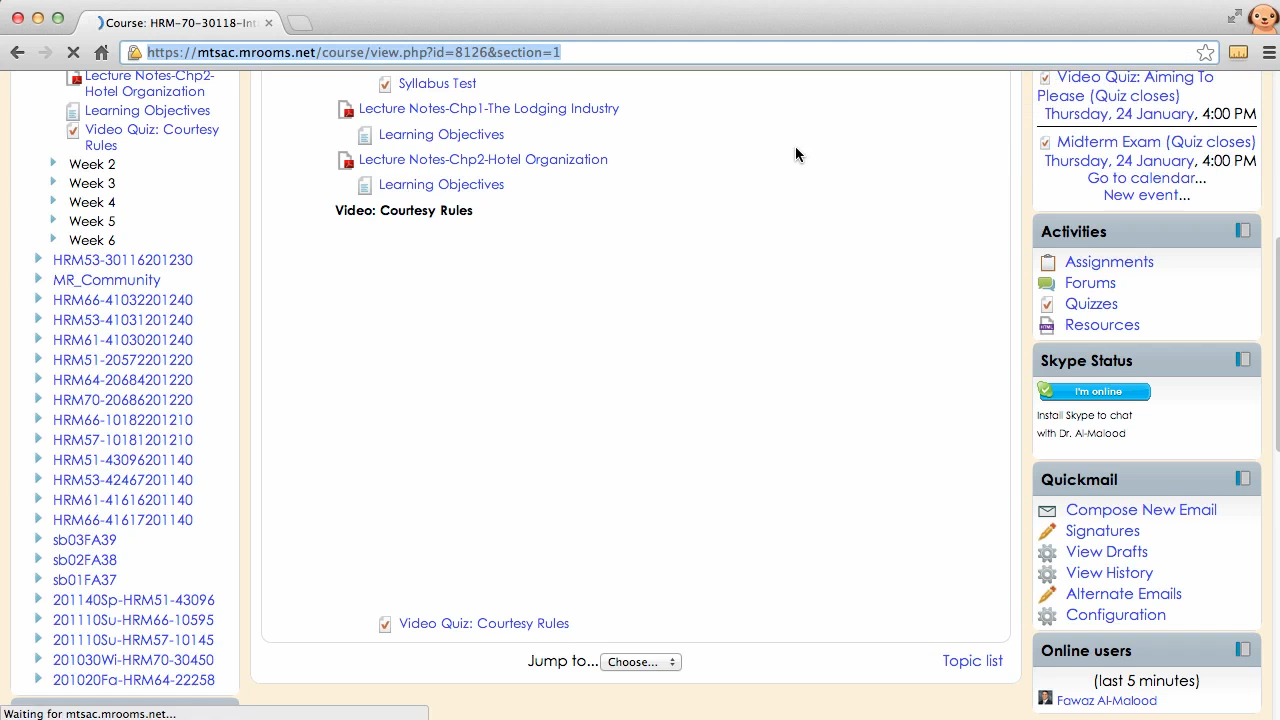 Course: HRM-70-30118-Int
https://mtsac.mrooms.net/course/view.php?id=8126&section=1
Lecture Notes-Chp2-
Hotel Organization
Learning Objectives
Video Quiz: Courtesy
Rules
Week 2
Week 3
Week 4
Week 5
Week 6
HRM53-30116201230
MR_Community
HRM66-41032201240
HRM53-41031201240
HRM61-41030201240
HRM51-20572201220
HRM64-20684201220
HRM70-20686201220
HRM66-10182201210
HRM57-10181201210
HRM51-43096201140
HRM53-42467201140
HRM61-41616201140
HRM66-41617201140
sb03FA39
sb02FA38
sb01FA37
201140Sp-HRM51-43096
201110Su-HRM66-10595
201110Su-HRM57-10145
201030Wi-HRM70-30450
201020Fa-HRM64-22258
Waiting for mtsac.mrooms.net...
Syllabus Test
Lecture Notes-Chp1-The Lodging Industry
Learning Objectives
Lecture Notes-Chp2-Hotel Organization
Learning Objectives
Video: Courtesy Rules
Video Quiz: Courtesy Rules
Jump to... Choose...
Topic list
Video Quiz: Aiming To
Please (Quiz closes)
Thursday, 24 January, 4:00 PM
Midterm Exam (Quiz closes)
Thursday, 24 January, 4:00 PM
Go to calendar...
New event...
Activities
Assignments
Forums
Quizzes
Resources
Skype Status
I'm online
Install Skype to chat
with Dr. Al-Malood
Quickmail
Compose New Email
Signatures
View Drafts
View History
Alternate Emails
Configuration
Online users
(last 5 minutes)
Fawaz Al-Malood